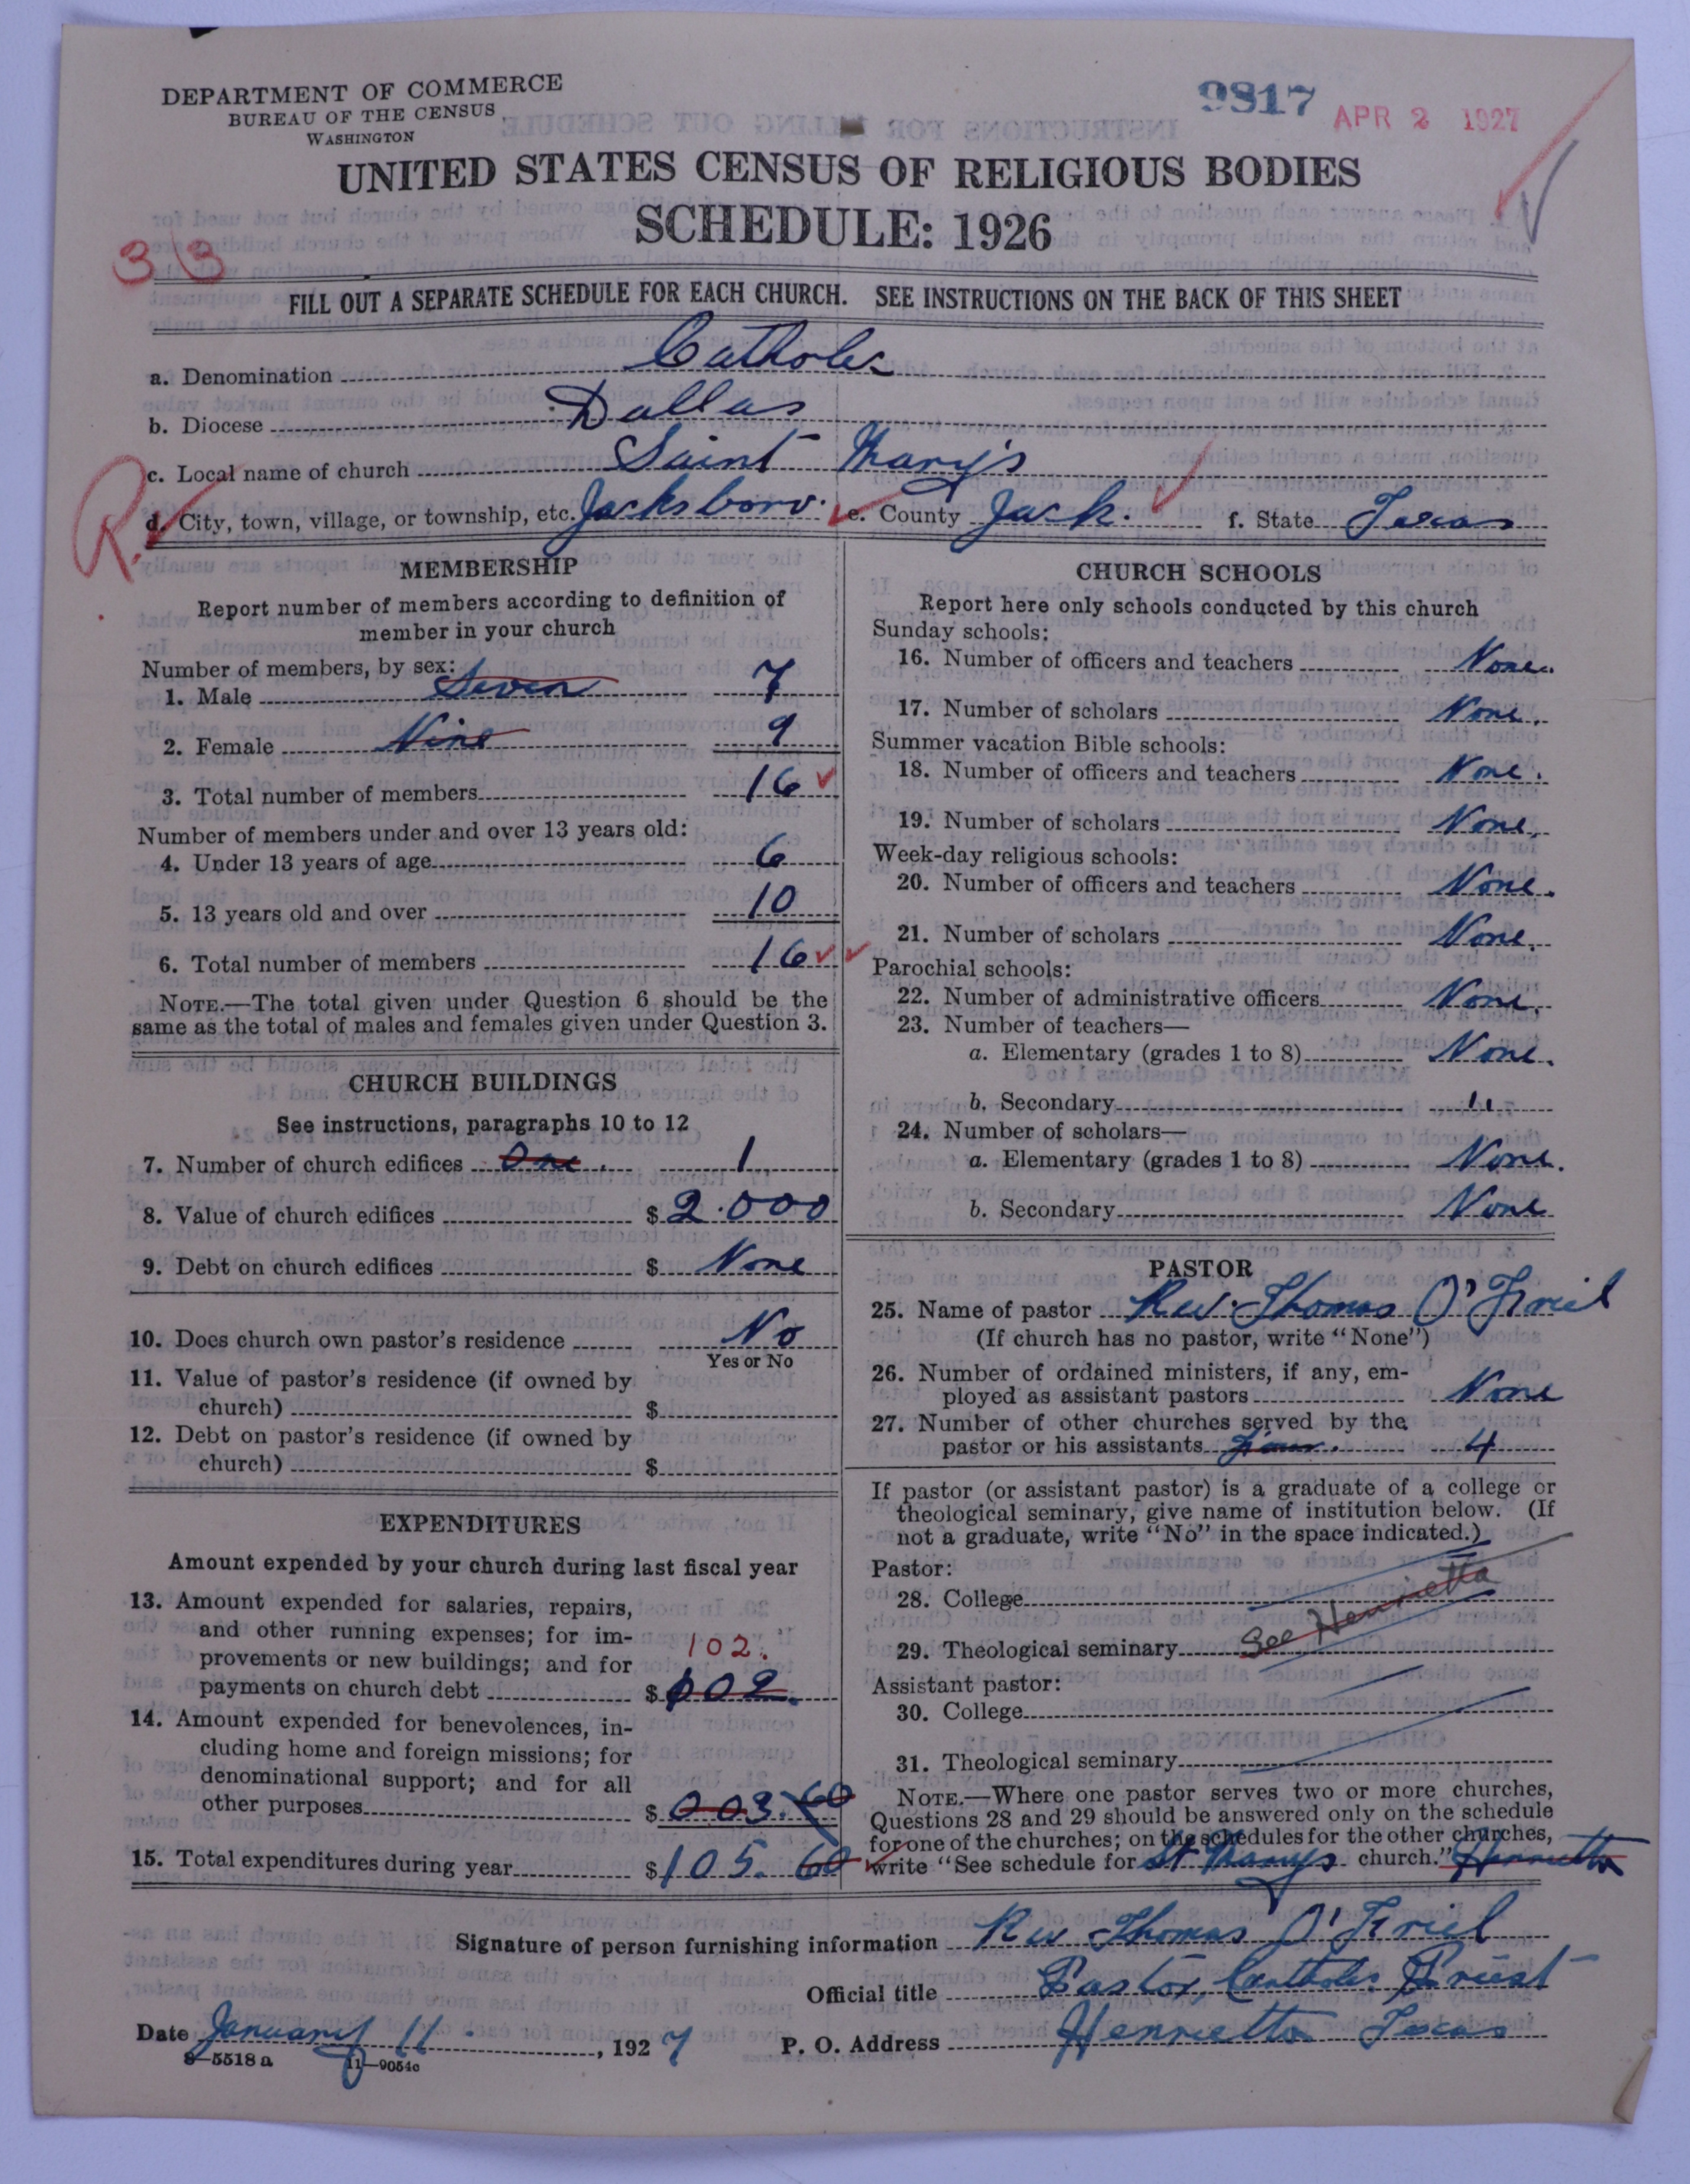 DEPARTMENT OF COMMERCE
BUREAU OF THE CENSUS
WASHINGTON
9817
APR 2 1927
UNITED STATES CENSUS OF RELIGIOUS BODIES
SCHEDULE: 1926
33
FILL OUT A SEPARATE SCHEDULE FOR EACH CHURCH. SEE INSTRUCTIONS ON THE BACK OF THIS SHEET
a. Denomination Catholic
b. Diocese Dallas
c. Local name of church Saint Mary's
R.
d. City, town, village, or township, etc. Jacksboro. e. County Jack. f. State Texas
MEMBERSHIP
Report number of members according to definition of
member in your church
Number of members, by sex:
1. Male Seven 7
2. Female Nine 9
3. Total number of members 16
Number of members under and over 13 years old:
4. Under 13 years of age 6
5. 13 years old and over 10
6. Total number of members 16
NOTE.—The total given under Question 6 should be the
same as the total of males and females given under Question 3.
CHURCH BUILDINGS
See instructions, paragraphs 10 to 12
7. Number of church edifices One. 1
8. Value of church edifices $ 2.000
9. Debt on church edifices $ None
10. Does church own pastor's residence No
Yes or No
11. Value of pastor's residence (if owned by
church) $
12. Debt on pastor's residence (if owned by
church) $
EXPENDITURES
Amount expended by your church during last fiscal year
13. Amount expended for salaries, repairs,
and other running expenses; for im-
provements or new buildings; and for 102.
payments on church debt $ 002.
14. Amount expended for benevolences, in-
cluding home and foreign missions; for
denominational support; and for all
other purposes $ 003.60
15. Total expenditures during year $ 105.60
CHURCH SCHOOLS
Report here only schools conducted by this church
Sunday schools:
16. Number of officers and teachers None.
17. Number of scholars None.
Summer vacation Bible schools:
18. Number of officers and teachers None.
19. Number of scholars None.
Week-day religious schools:
20. Number of officers and teachers None.
21. Number of scholars None.
Parochial schools:
22. Number of administrative officers None.
23. Number of teachers—
a. Elementary (grades 1 to 8) None.
b. Secondary "
24. Number of scholars—
a. Elementary (grades 1 to 8) None.
b. Secondary None
PASTOR
25. Name of pastor Rev. Thomas O'Friel
(If church has no pastor, write "None")
26. Number of ordained ministers, if any, em-
ployed as assistant pastors None
27. Number of other churches served by the
pastor or his assistants Four. 4
If pastor (or assistant pastor) is a graduate of a college or
theological seminary, give name of institution below. (If
not a graduate, write "No" in the space indicated.)
Pastor:
28. College
See Henrietta
29. Theological seminary
Assistant pastor:
30. College
31. Theological seminary
NOTE.—Where one pastor serves two or more churches,
Questions 28 and 29 should be answered only on the schedule
for one of the churches; on the schedules for the other churches,
write "See schedule for St Mary's church." Henrietta
Signature of person furnishing information Rev Thomas O'Friel
Official title Pastor, Catholic Priest
Date January 11. , 1927 P. O. Address Henrietta Texas
8—5518 a 11—9054c